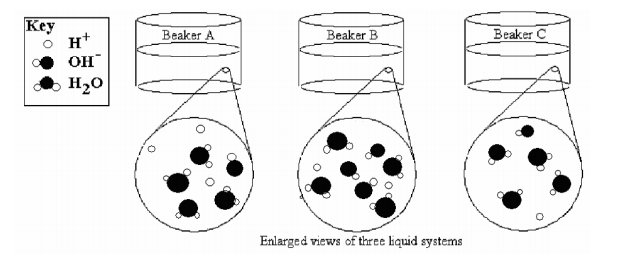 Key
H+
OH-
H2O
Beaker A
Beaker B
Beaker C
Enlarged views of three liquid systems